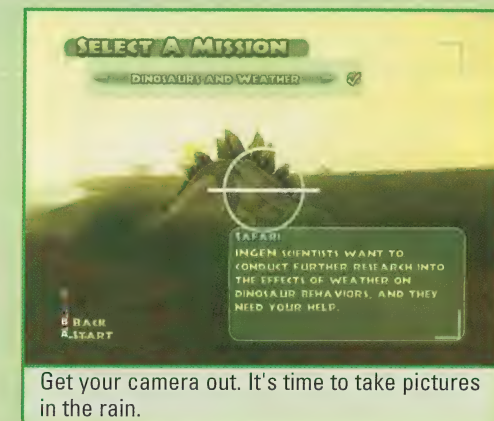 SELECT A MISSION
DINOSAURS AND WEATHER
SAFARI
INGEN SCIENTISTS WANT TO
CONDUCT FURTHER RESEARCH INTO
THE EFFECTS OF WEATHER ON
DINOSAUR BEHAVIORS, AND THEY
NEED YOUR HELP.
B BACK
A START
Get your camera out. It's time to take pictures
in the rain.